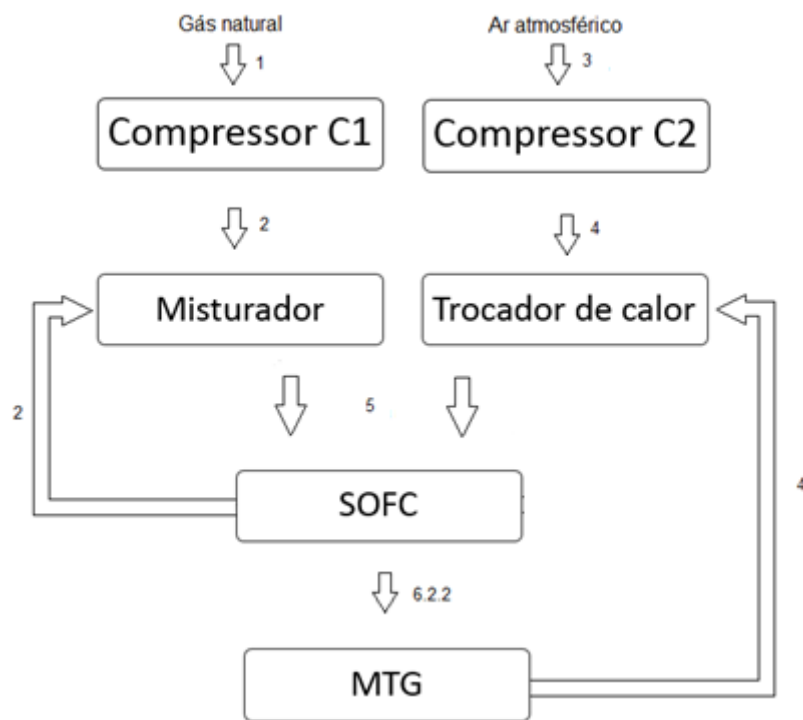 Gás natural
Ar atmosférico
1
3
Compressor C1
Compressor C2
2
4
Misturador
Trocador de calor
2
5
4
SOFC
6.2.2
MTG